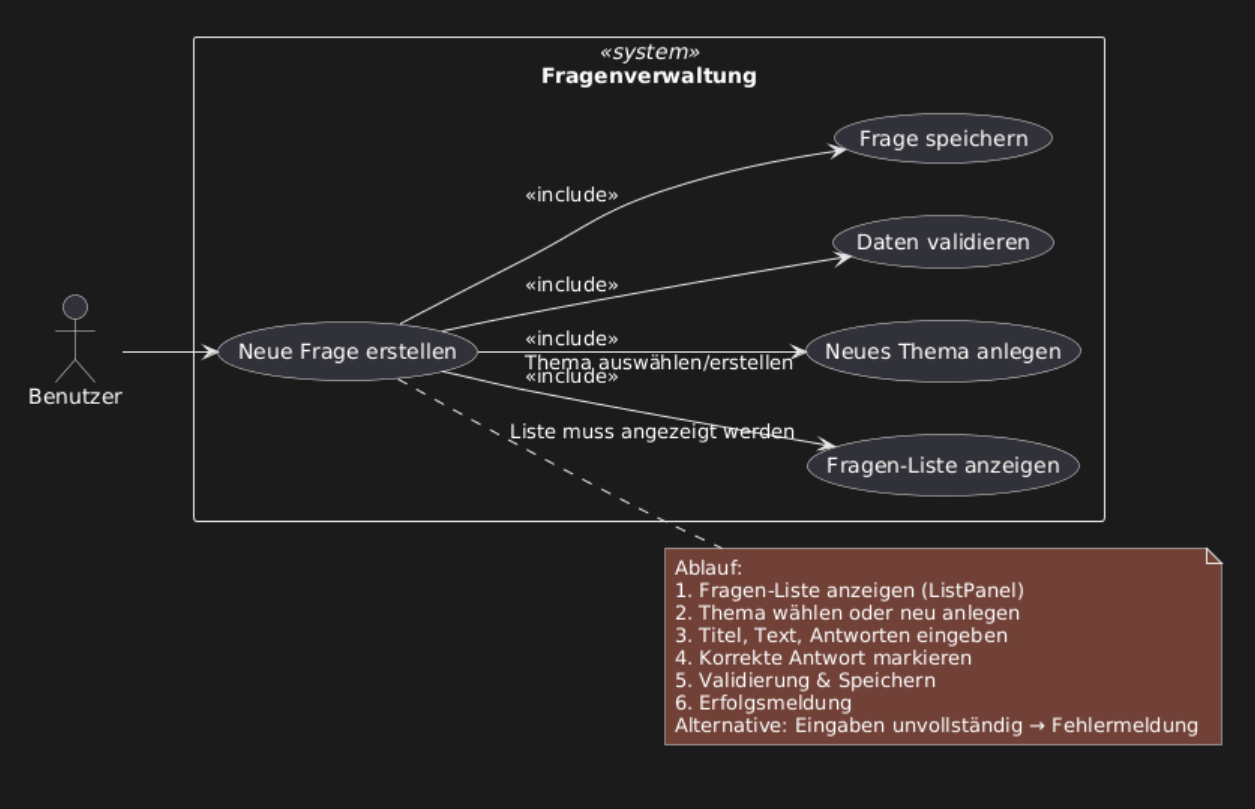 «system»
Fragenverwaltung
Frage speichern
«include»
Daten validieren
«include»
«include»
Neue Frage erstellen
Neues Thema anlegen
Thema auswählen/erstellen
«include»
Benutzer
Liste muss angezeigt werden
Fragen-Liste anzeigen
Ablauf:
1. Fragen-Liste anzeigen (ListPanel)
2. Thema wählen oder neu anlegen
3. Titel, Text, Antworten eingeben
4. Korrekte Antwort markieren
5. Validierung & Speichern
6. Erfolgsmeldung
Alternative: Eingaben unvollständig → Fehlermeldung